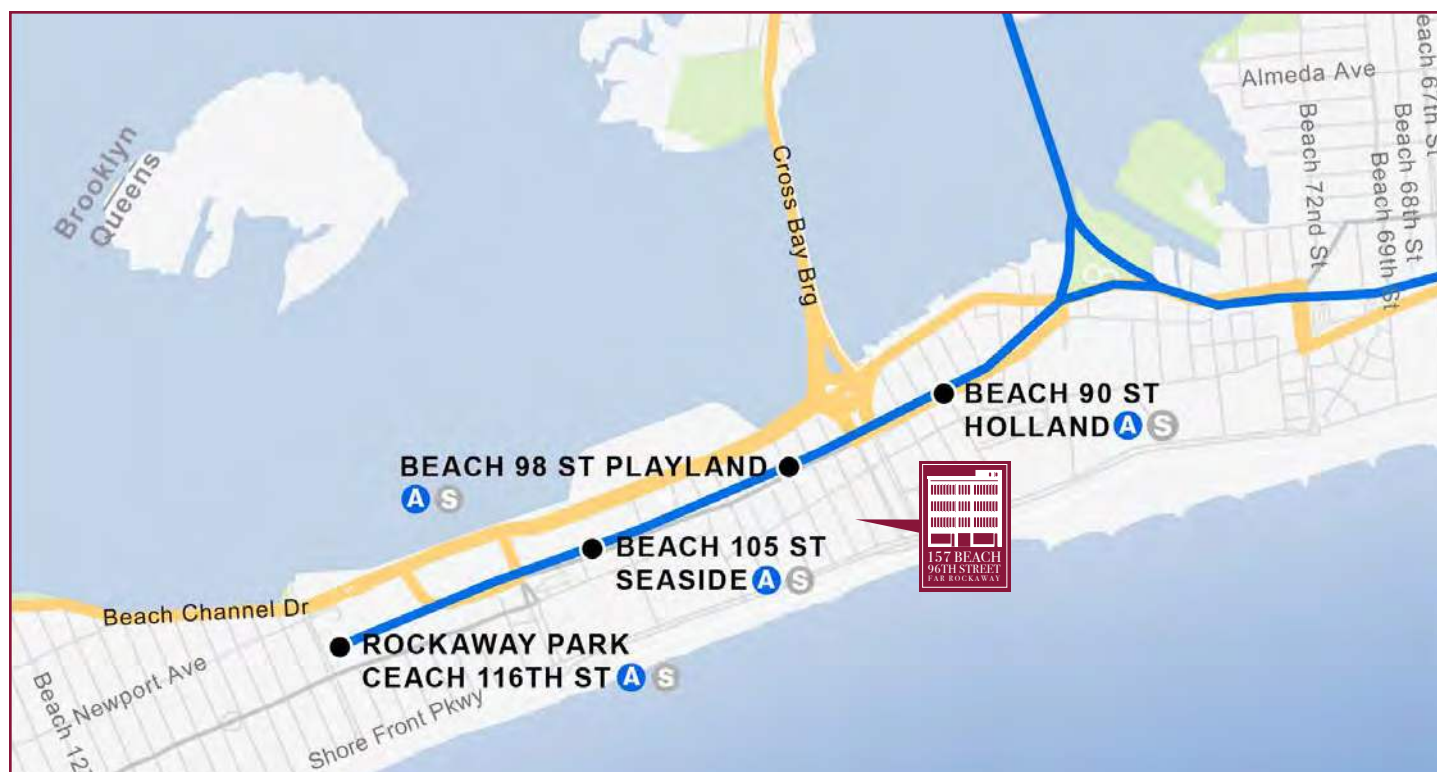 each 67th St
Almeda Ave
Beach 72nd St
Beach 68th St
Beach 69th St
Brooklyn
Queens
Cross Bay Brg
BEACH 90 ST
HOLLAND A S
BEACH 98 ST PLAYLAND
A S
157 BEACH
96TH STREET
FAR ROCKAWAY
BEACH 105 ST
SEASIDE A S
Beach Channel Dr
ROCKAWAY PARK
CEACH 116TH ST A S
Newport Ave
Beach 12
Shore Front Pkwy